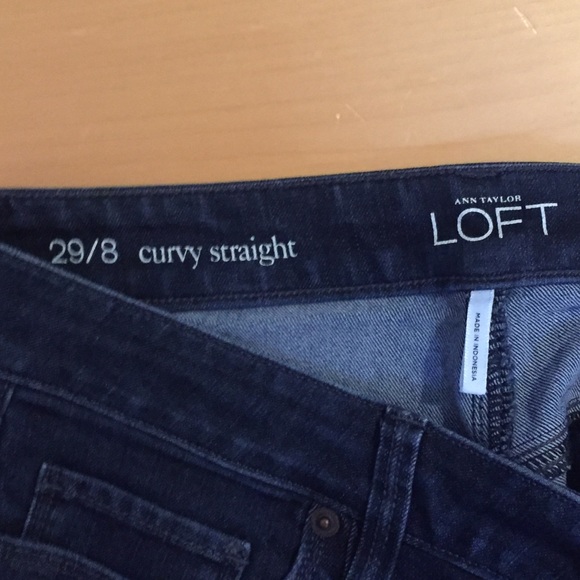 ANN TAYLOR
LOFT
29/8 curvy straight
MADE IN INDONESIA